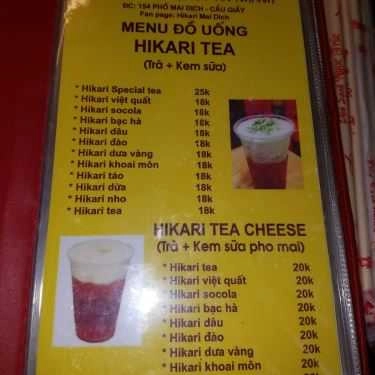 ĐC: 154 PHỐ MAI DỊCH - CẦU GIẤY
Fan page: Hikari Mai Dịch
MENU ĐỒ UỐNG
HIKARI TEA
(Trà + Kem sữa)
* Hikari Special tea 25k
* Hikari việt quất 18k
* Hikari socola 18k
* Hikari bạc hà 18k
* Hikari dâu 18k
* Hikari đào 18k
* Hikari dưa vàng 18k
* Hikari khoai môn 18k
* Hikari táo 18k
* Hikari dừa 18k
* Hikari nho 18k
* Hikari tea 18k
HIKARI TEA CHEESE
(Trà + Kem sữa pho mai)
* Hikari tea 20k
* Hikari việt quất 20k
* Hikari socola 20k
* Hikari bạc hà 20k
* Hikari dâu 20k
* Hikari đào 20k
* Hikari dưa vàng 20k
* Hikari khoai môn 20k